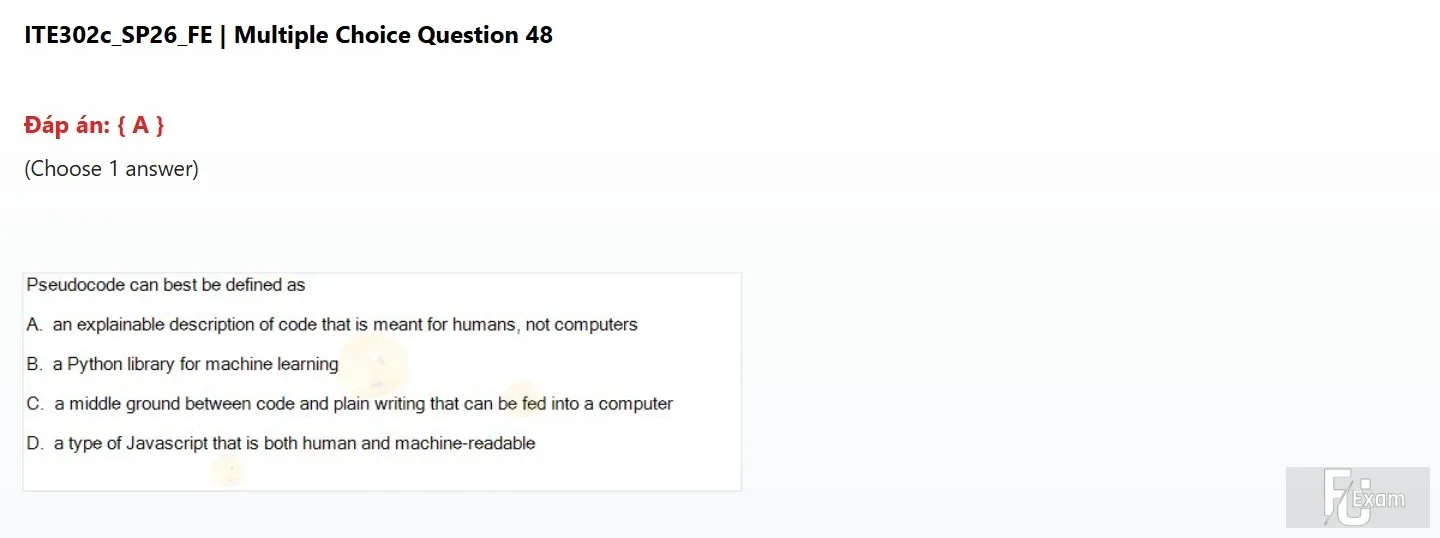 ITE302c_SP26_FE | Multiple Choice Question 48
Đáp án: { A }
(Choose 1 answer)
Pseudocode can best be defined as
A. an explainable description of code that is meant for humans, not computers
B. a Python library for machine learning
C. a middle ground between code and plain writing that can be fed into a computer
D. a type of Javascript that is both human and machine-readable
FU Exam